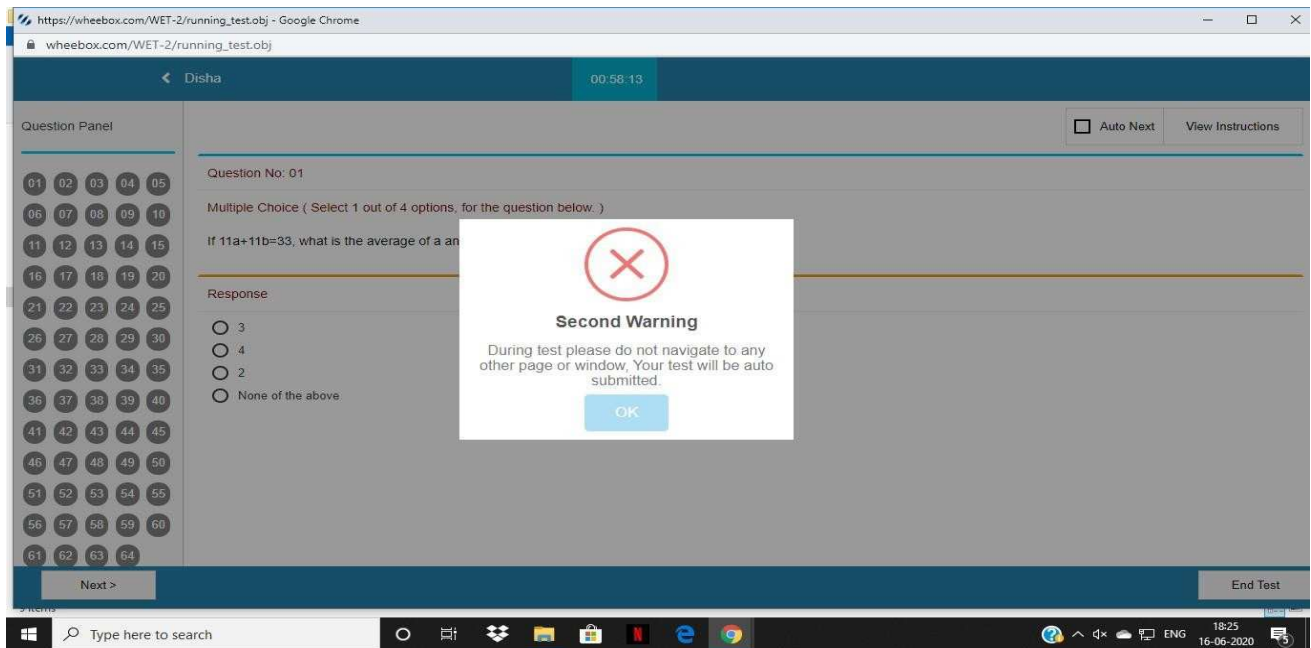 https://wheebox.com/WET-2/running_test.obj - Google Chrome
wheebox.com/WET-2/running_test.obj
Disha
00:58:13
Question Panel
Auto Next
View Instructions
01 02 03 04 05
06 07 08 09 10
11 12 13 14 15
16 17 18 19 20
21 22 23 24 25
26 27 28 29 30
31 32 33 34 35
36 37 38 39 40
41 42 43 44 45
46 47 48 49 50
51 52 53 54 55
56 57 58 59 60
61 62 63 64
Question No: 01
Multiple Choice ( Select 1 out of 4 options, for the question below. )
If 11a+11b=33, what is the average of a an
Response
3
4
2
None of the above
Second Warning
During test please do not navigate to any
other page or window, Your test will be auto
submitted.
OK
Next >
End Test
Type here to search
ENG
18:25
16-06-2020
5